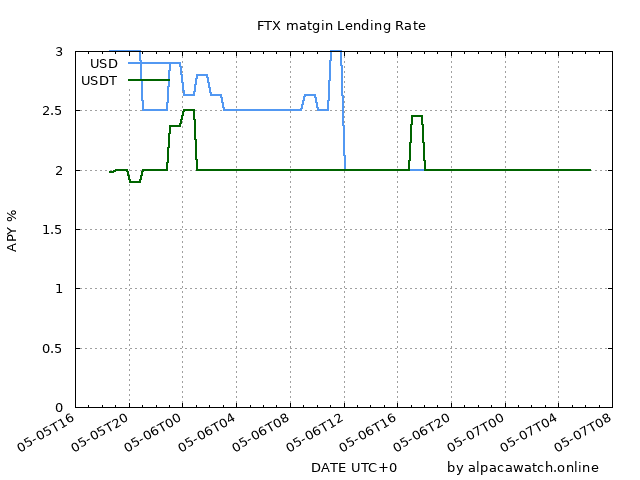 FTX matgin Lending Rate
USD
USDT
3
2.5
2
1.5
1
0.5
0
APY %
05-05T16
05-05T20
05-06T00
05-06T04
05-06T08
05-06T12
05-06T16
05-06T20
05-07T00
05-07T04
05-07T08
DATE UTC+0
by alpacawatch.online